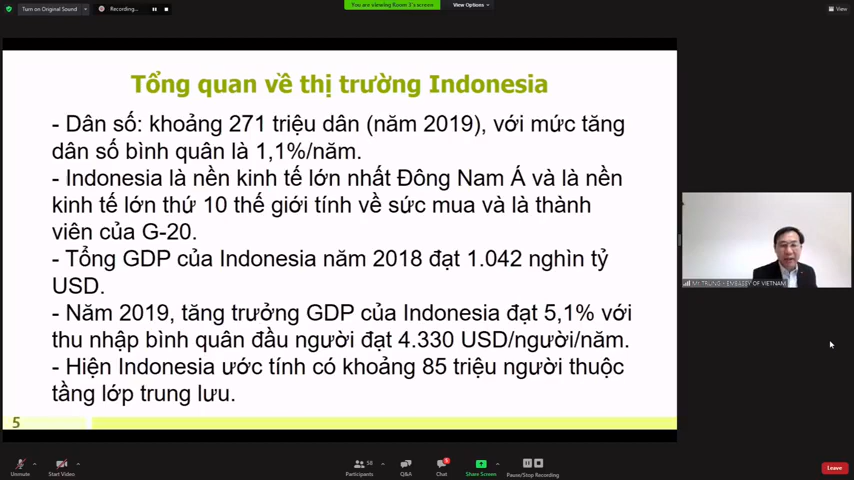 Turn on Original Sound
Recording...
You are viewing Room 3's screen
View Options
View
Tổng quan về thị trường Indonesia
- Dân số: khoảng 271 triệu dân (năm 2019), với mức tăng
dân số bình quân là 1,1%/năm.
- Indonesia là nền kinh tế lớn nhất Đông Nam Á và là nền
kinh tế lớn thứ 10 thế giới tính về sức mua và là thành
viên của G-20.
- Tổng GDP của Indonesia năm 2018 đạt 1.042 nghìn tỷ
USD.
- Năm 2019, tăng trưởng GDP của Indonesia đạt 5,1% với
thu nhập bình quân đầu người đạt 4.330 USD/người/năm.
- Hiện Indonesia ước tính có khoảng 85 triệu người thuộc
tầng lớp trung lưu.
5
Mr TRUNG - EMBASSY OF VIETNAM
Unmute
Start Video
Participants
58
Q&A
Chat
Share Screen
Pause/Stop Recording
Leave